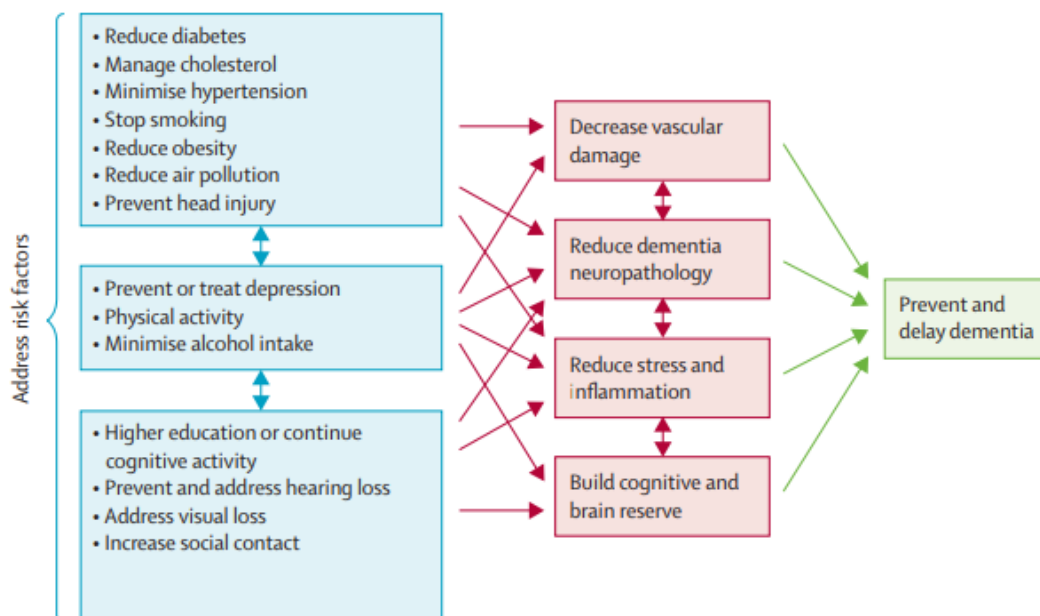 Address risk factors
• Reduce diabetes
• Manage cholesterol
• Minimise hypertension
• Stop smoking
• Reduce obesity
• Reduce air pollution
• Prevent head injury
• Prevent or treat depression
• Physical activity
• Minimise alcohol intake
• Higher education or continue
cognitive activity
• Prevent and address hearing loss
• Address visual loss
• Increase social contact
Decrease vascular
damage
Reduce dementia
neuropathology
Reduce stress and
inflammation
Build cognitive and
brain reserve
Prevent and
delay dementia